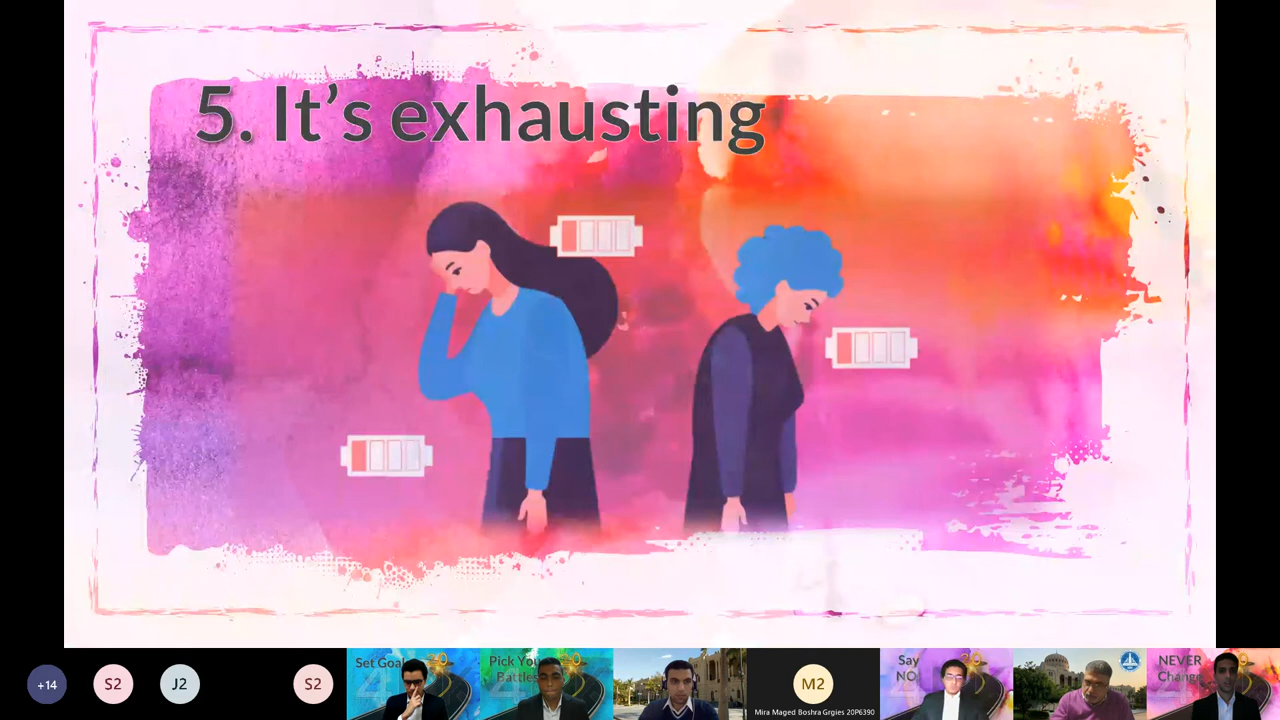 5. It’s exhausting
+14
S2
J2
S2
Set Goal
Pick You
Battles
M2
Mira Maged Boshra Grgies 20P6390
Say
NO
NEVER
Change